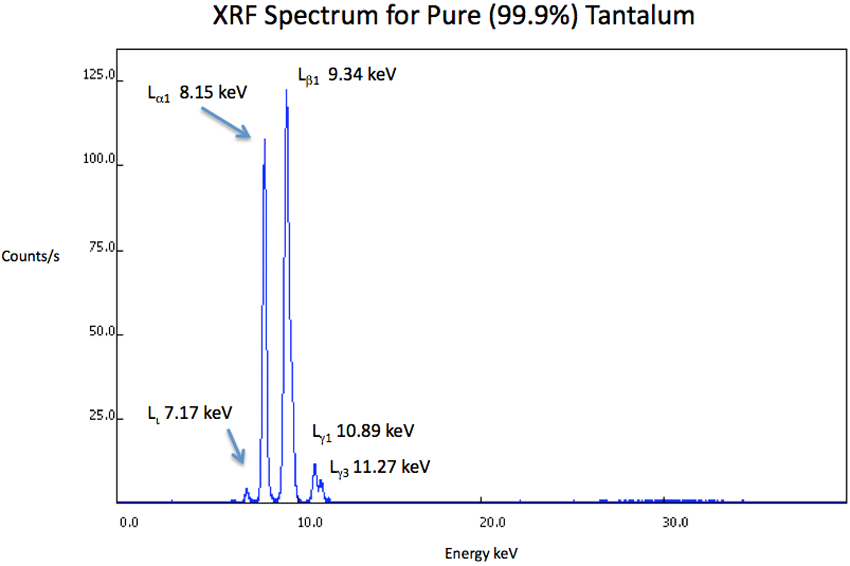 XRF Spectrum for Pure (99.9%) Tantalum
125.0
Lβ1 9.34 keV
Lα1 8.15 keV
100.0
75.0
Counts/s
50.0
25.0
Lι 7.17 keV
Lγ1 10.89 keV
Lγ3 11.27 keV
0.0 10.0 20.0 30.0
Energy keV